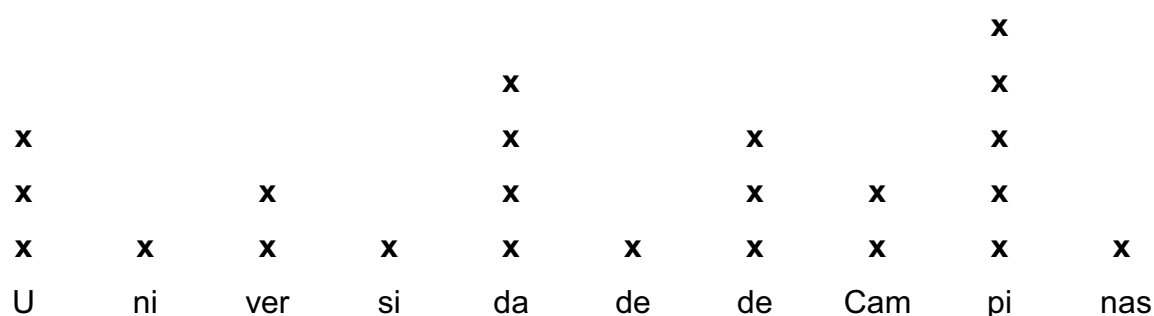 x
x x
x x x x
x x x x x x
x x x x x x x x x x
U ni ver si da de de Cam pi nas